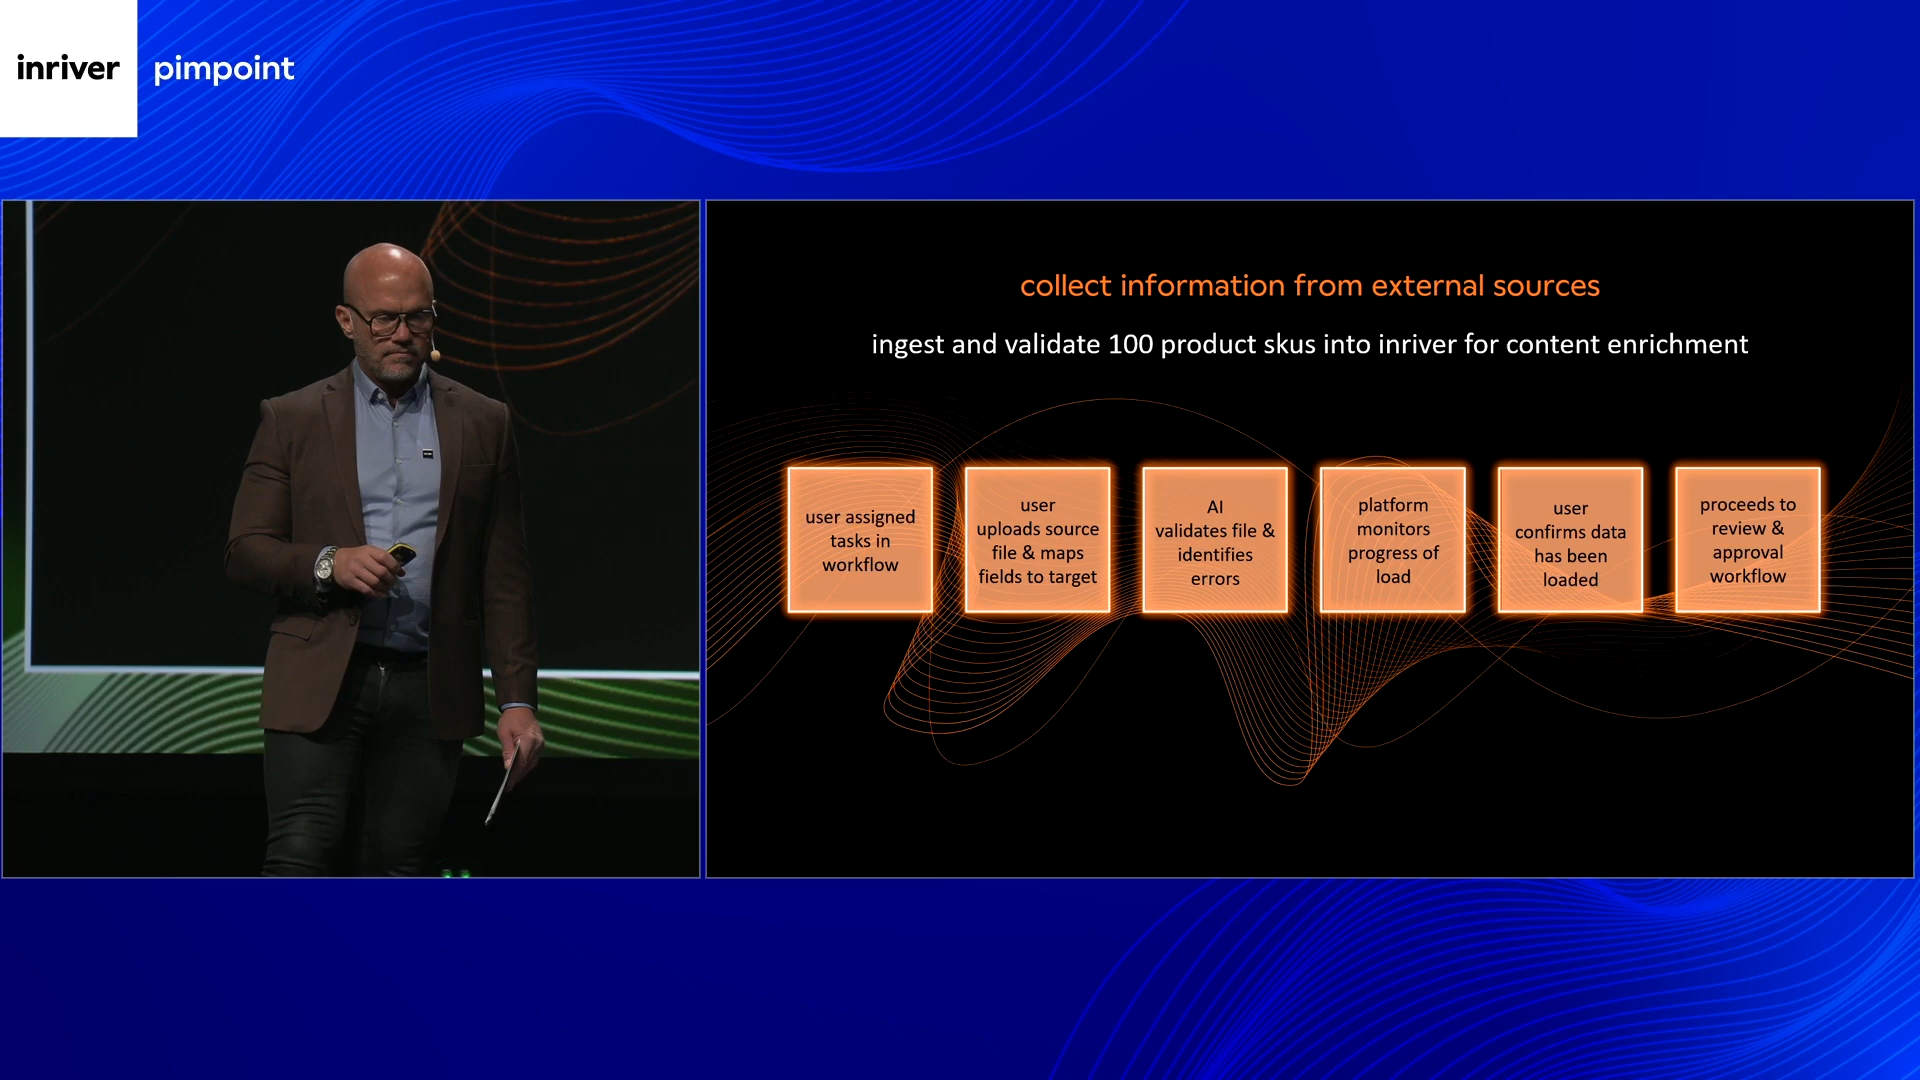 inriver pimpoint
collect information from external sources
ingest and validate 100 product skus into inriver for content enrichment
user assigned
tasks in
workflow
user
uploads source
file & maps
fields to target
AI
validates file &
identifies
errors
platform
monitors
progress of
load
user
confirms data
has been
loaded
proceeds to
review &
approval
workflow